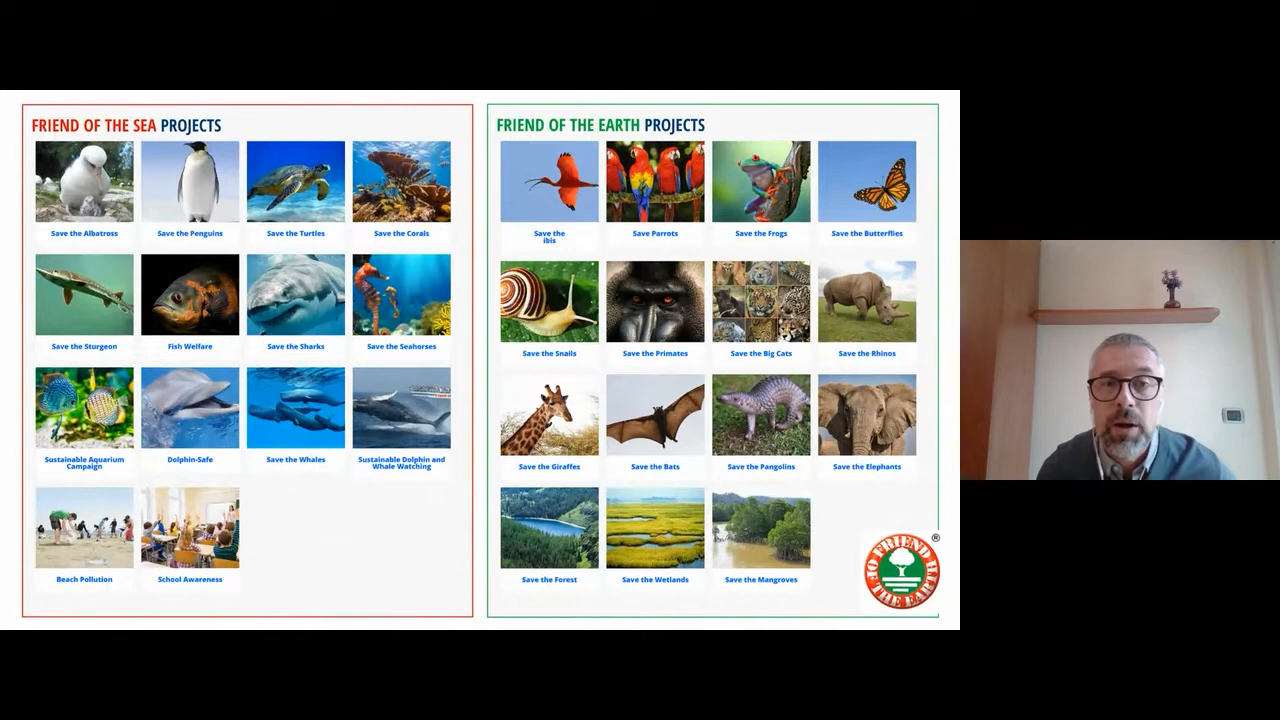 FRIEND OF THE SEA PROJECTS
Save the Albatross
Save the Penguins
Save the Turtles
Save the Corals
Save the Sturgeon
Fish Welfare
Save the Sharks
Save the Seahorses
Sustainable Aquarium
Campaign
Dolphin-Safe
Save the Whales
Sustainable Dolphin and
Whale Watching
Beach Pollution
School Awareness
FRIEND OF THE EARTH PROJECTS
Save the
ibis
Save Parrots
Save the Frogs
Save the Butterflies
Save the Snails
Save the Primates
Save the Big Cats
Save the Rhinos
Save the Giraffes
Save the Bats
Save the Pangolins
Save the Elephants
Save the Forest
Save the Wetlands
Save the Mangroves
FRIEND OF THE EARTH
®